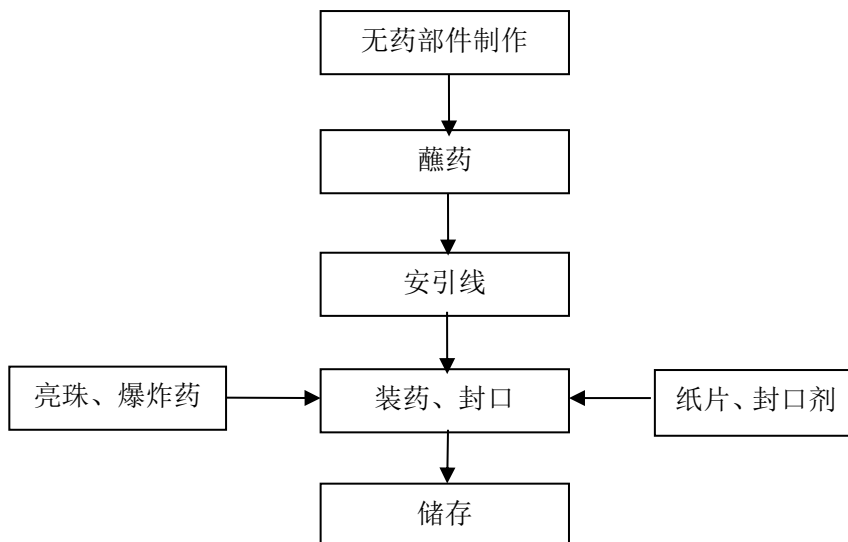 无药部件制作
蘸药
安引线
亮珠、爆炸药
装药、封口
纸片、封口剂
储存